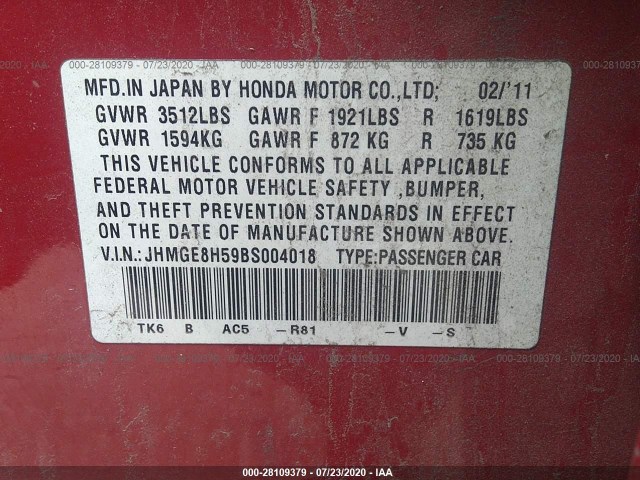 000-28109379 - 07/23/2020 - IAA
MFD.IN JAPAN BY HONDA MOTOR CO.,LTD; 02/'11
GVWR 3512LBS GAWR F 1921LBS R 1619LBS
GVWR 1594KG GAWR F 872 KG R 735 KG
THIS VEHICLE CONFORMS TO ALL APPLICABLE
FEDERAL MOTOR VEHICLE SAFETY ,BUMPER,
AND THEFT PREVENTION STANDARDS IN EFFECT
ON THE DATE OF MANUFACTURE SHOWN ABOVE.
V.I.N.:JHMGE8H59BS004018 TYPE:PASSENGER CAR
TK6 B AC5 -R81 -V -S
000-28109379 - 07/23/2020 - IAA